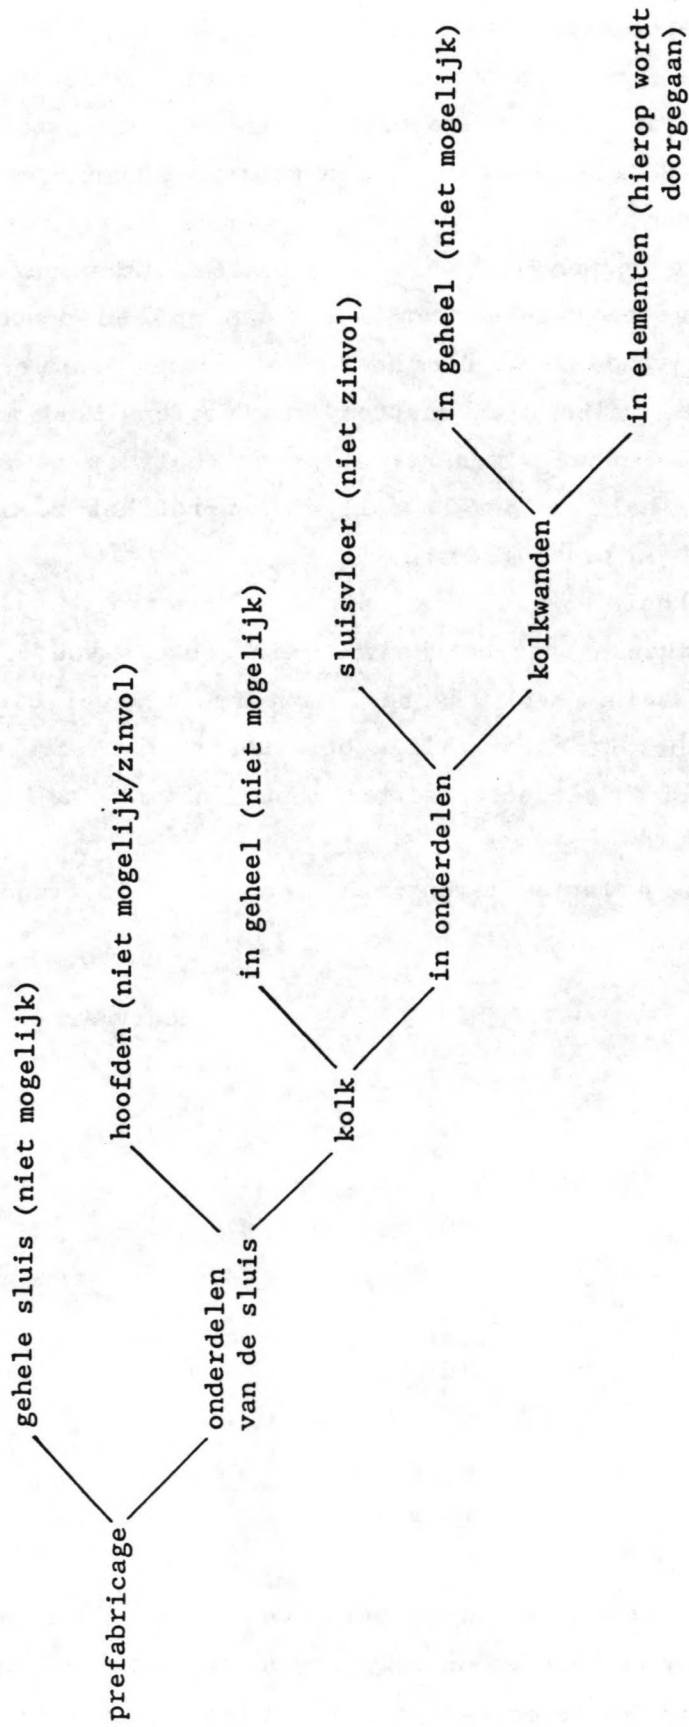 gehele sluis (niet mogelijk)
prefabricage
hoofden (niet mogelijk/zinvol)
onderdelen
van de sluis
in geheel (niet mogelijk)
kolk
sluisvloer (niet zinvol)
in onderdelen
in geheel (niet mogelijk)
kolkwanden
in elementen (hierop wordt
doorgegaan)